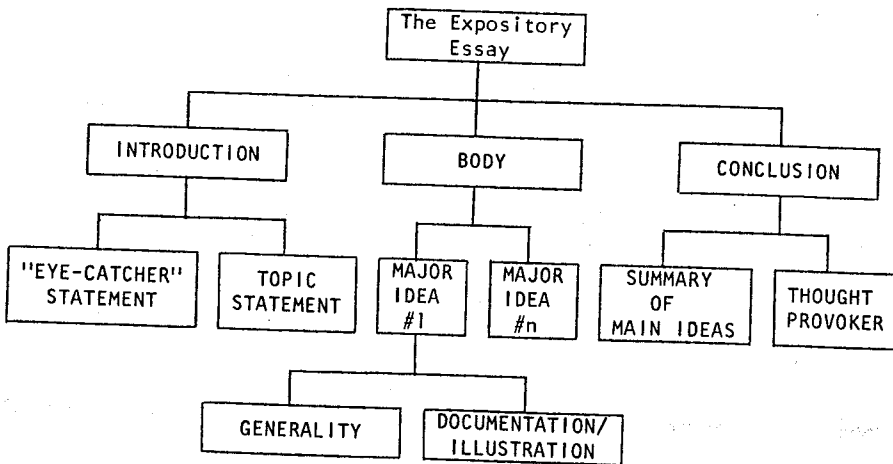 The Expository
Essay
INTRODUCTION
BODY
CONCLUSION
"EYE-CATCHER"
STATEMENT
TOPIC
STATEMENT
MAJOR
IDEA
#1
MAJOR
IDEA
#n
SUMMARY
OF
MAIN IDEAS
THOUGHT
PROVOKER
GENERALITY
DOCUMENTATION/
ILLUSTRATION